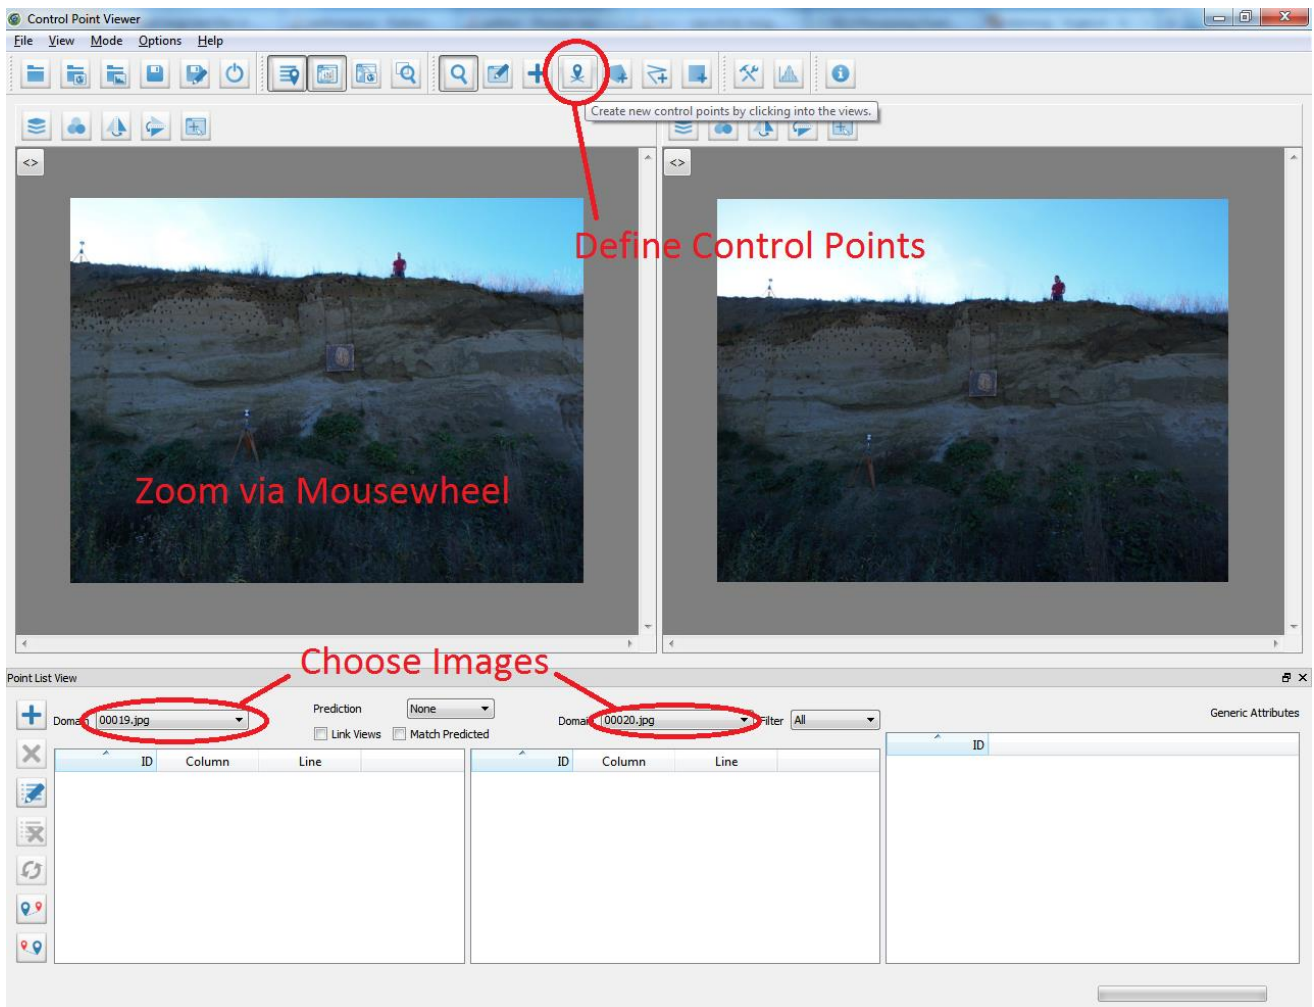 Control Point Viewer
File View Mode Options Help
Create new control points by clicking into the views.
<>
<>
Define Control Points
Zoom via Mousewheel
Choose Images
Point List View
Domain 00019.jpg
Prediction None
Link Views Match Predicted
Domain 00020.jpg
Filter All
Generic Attributes
ID Column Line
ID Column Line
ID